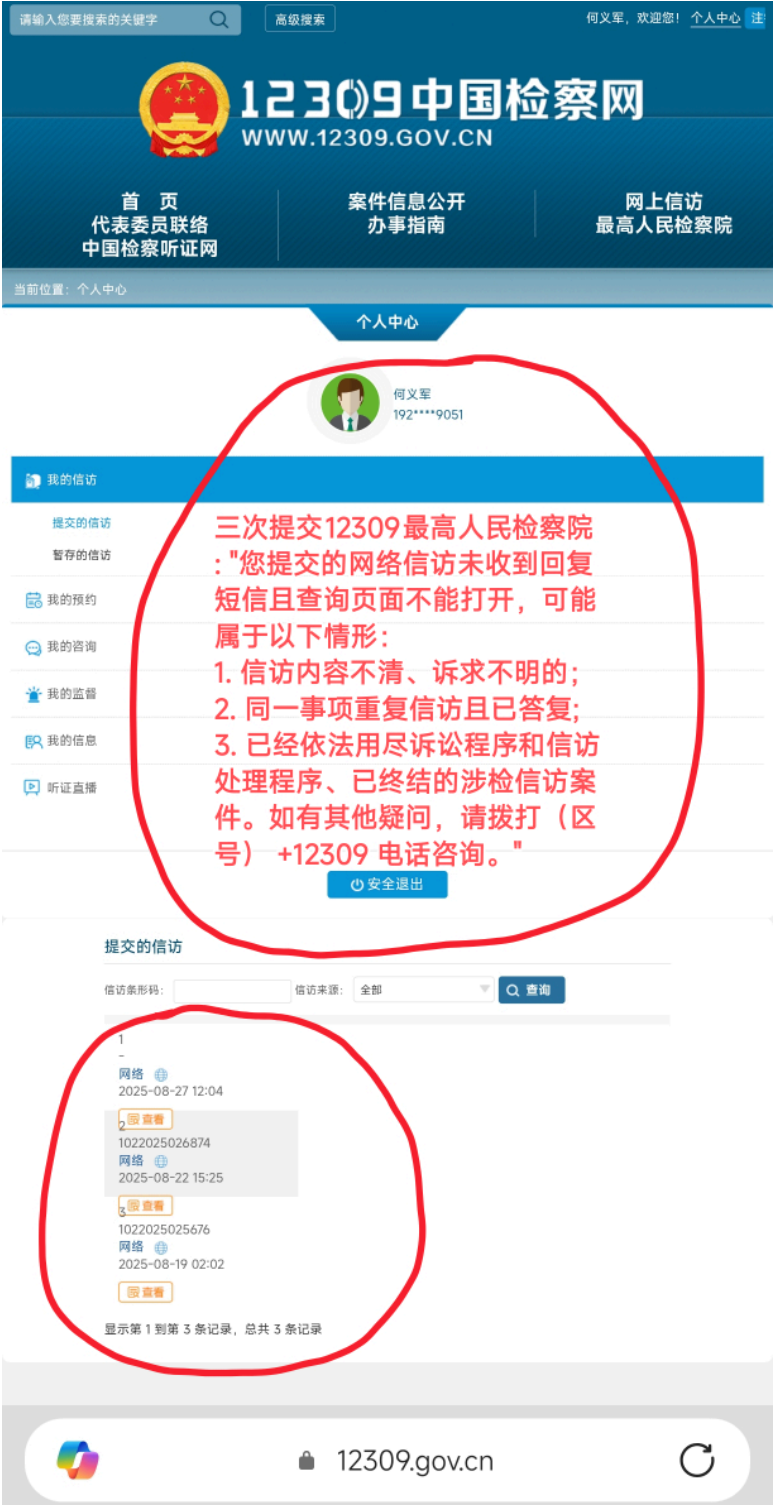 请输入您要搜索的关键字
高级搜索
何义军，欢迎您！ 个人中心 注
12309中国检察网
WWW.12309.GOV.CN
首 页
案件信息公开
网上信访
代表委员联络
办事指南
最高人民检察院
中国检察听证网
当前位置：个人中心
个人中心
何义军
192****9051
我的信访
提交的信访
暂存的信访
我的预约
我的咨询
我的监督
我的信息
听证直播
三次提交12309最高人民检察院
:"您提交的网络信访未收到回复
短信且查询页面不能打开，可能
属于以下情形：
1. 信访内容不清、诉求不明的；
2. 同一事项重复信访且已答复;
3. 已经依法用尽诉讼程序和信访
处理程序、已终结的涉检信访案
件。如有其他疑问，请拨打（区
号） +12309 电话咨询。"
安全退出
提交的信访
信访条形码：
信访来源： 全部
查询
1
-
网络
2025-08-27 12:04
查看
2
1022025026874
网络
2025-08-22 15:25
查看
3
1022025025676
网络
2025-08-19 02:02
查看
显示第 1 到第 3 条记录，总共 3 条记录
12309.gov.cn